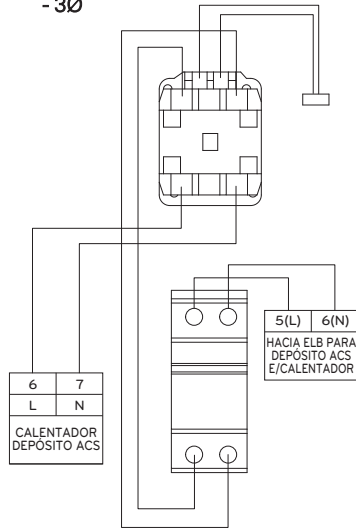 - 3Ø
5(L) 6(N)
HACIA ELB PARA
DEPÓSITO ACS
E/CALENTADOR
6 7
L N
CALENTADOR
DEPÓSITO ACS